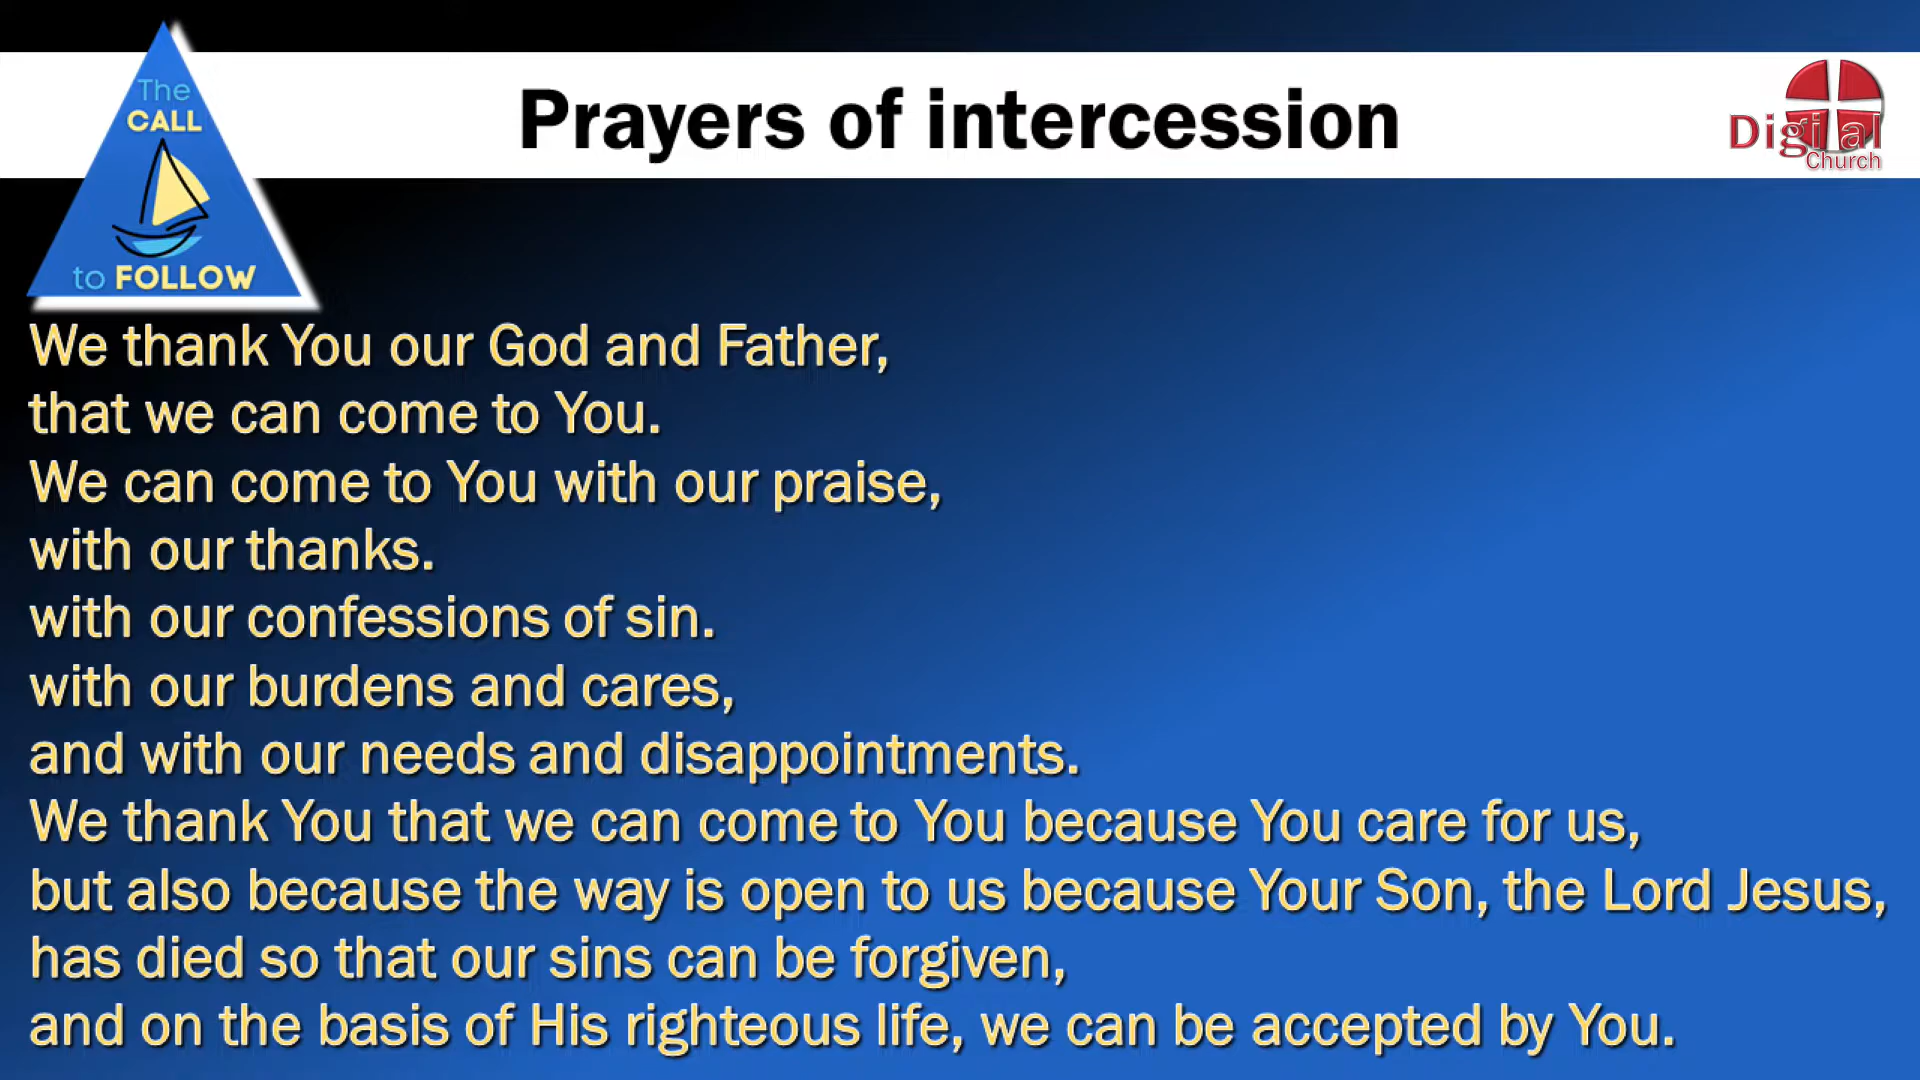 The
CALL
to FOLLOW
Prayers of intercession
Digital
Church
We thank You our God and Father,
that we can come to You.
We can come to You with our praise,
with our thanks.
with our confessions of sin.
with our burdens and cares,
and with our needs and disappointments.
We thank You that we can come to You because You care for us,
but also because the way is open to us because Your Son, the Lord Jesus,
has died so that our sins can be forgiven,
and on the basis of His righteous life, we can be accepted by You.